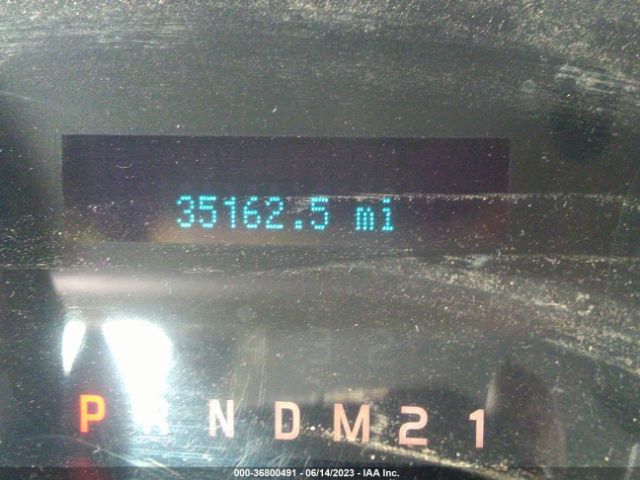 35162.5 mi
P R N D M 2 1
000-36800491 - 06/14/2023 - IAA Inc.